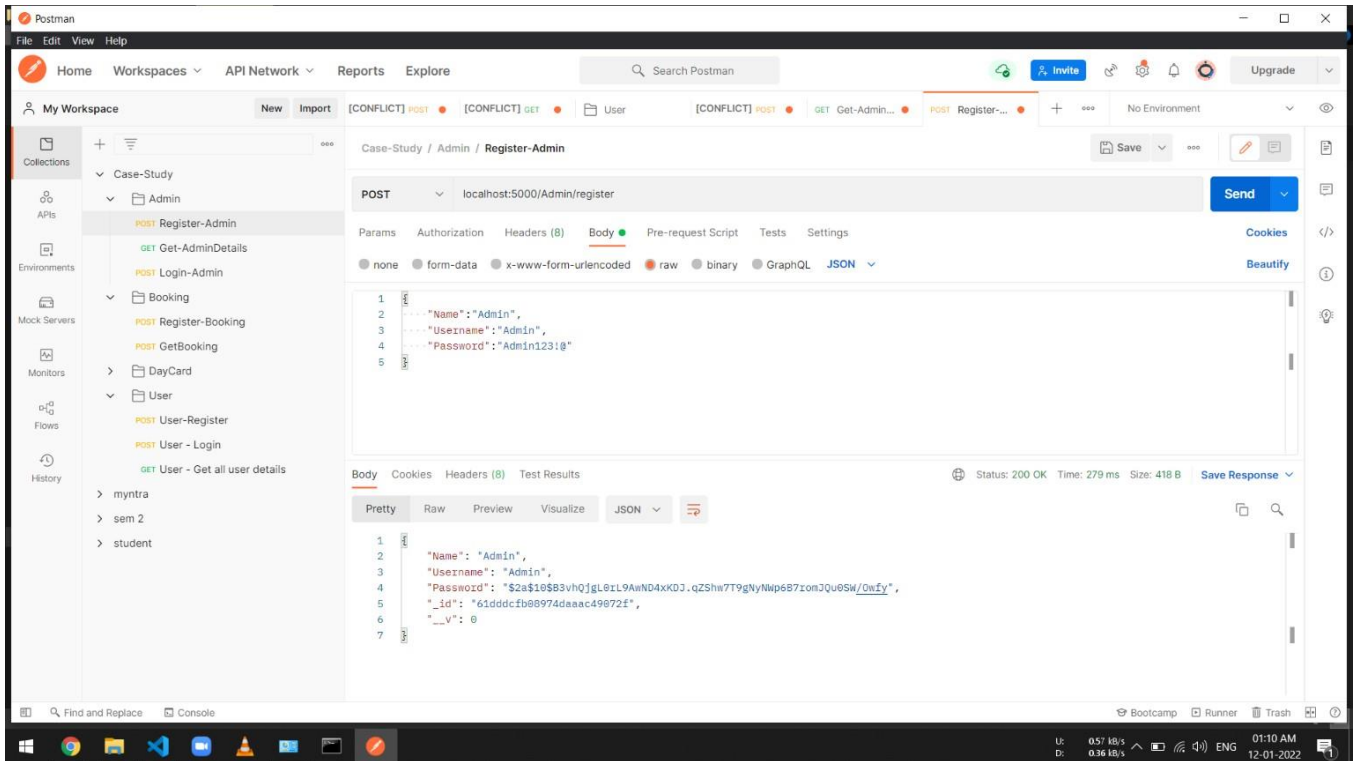 Postman
File Edit View Help
Home Workspaces API Network Reports Explore Search Postman Invite Upgrade
My Workspace New Import [CONFLICT] POST [CONFLICT] GET User [CONFLICT] POST GET Get-Admin... POST Register-... No Environment
Collections
APIs
Environments
Mock Servers
Monitors
Flows
History
Case-Study
Admin
POST Register-Admin
GET Get-AdminDetails
POST Login-Admin
Booking
POST Register-Booking
POST GetBooking
DayCard
User
POST User-Register
POST User - Login
GET User - Get all user details
myntra
sem 2
student
Case-Study / Admin / Register-Admin Save
POST localhost:5000/Admin/register Send
Params Authorization Headers (8) Body Pre-request Script Tests Settings Cookies
none form-data x-www-form-urlencoded raw binary GraphQL JSON Beautify
1 {
2 "Name":"Admin",
3 "Username":"Admin",
4 "Password":"Admin123!@"
5 }
Body Cookies Headers (8) Test Results Status: 200 OK Time: 279 ms Size: 418 B Save Response
Pretty Raw Preview Visualize JSON
1 {
2 "Name": "Admin",
3 "Username": "Admin",
4 "Password": "$2a$10$B3vhQjgL0rL9AwND4xKDJ.qZShw7T9gNyNWp6B7romJQu0SW/Owfy",
5 "_id": "61dddcfb08974daaac49072f",
6 "__v": 0
7 }
Find and Replace Console Bootcamp Runner Trash
U: 0.57 kB/s
D: 0.36 kB/s
ENG
01:10 AM
12-01-2022
1